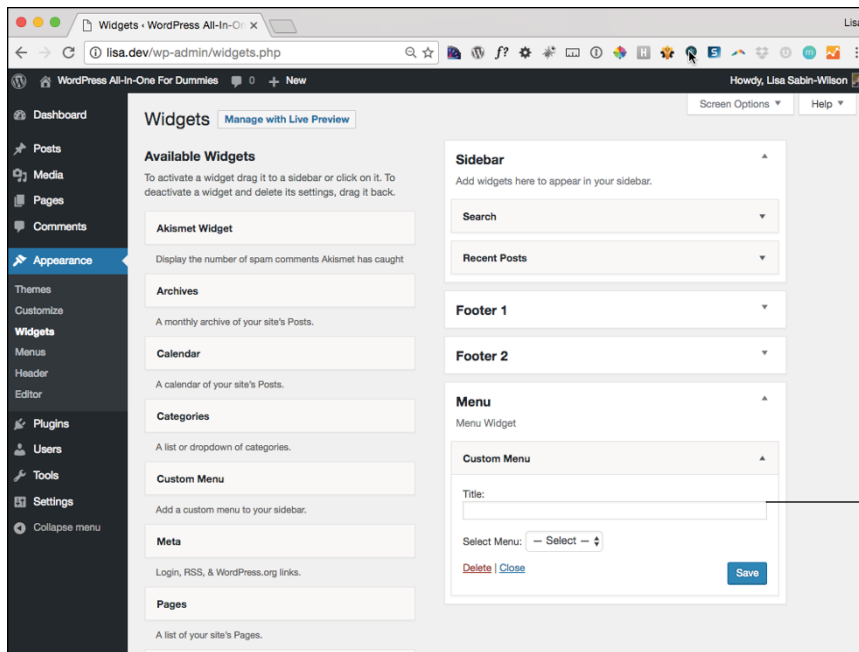 Widgets ‹ WordPress All-In-On
Lisa
lisa.dev/wp-admin/widgets.php
WordPress All-In-One For Dummies 0 + New
Howdy, Lisa Sabin-Wilson
Screen Options
Help
Dashboard
Posts
Media
Pages
Comments
Appearance
Themes
Customize
Widgets
Menus
Header
Editor
Plugins
Users
Tools
Settings
Collapse menu
Widgets
Manage with Live Preview
Available Widgets
To activate a widget drag it to a sidebar or click on it. To
deactivate a widget and delete its settings, drag it back.
Akismet Widget
Display the number of spam comments Akismet has caught
Archives
A monthly archive of your site's Posts.
Calendar
A calendar of your site's Posts.
Categories
A list or dropdown of categories.
Custom Menu
Add a custom menu to your sidebar.
Meta
Login, RSS, & WordPress.org links.
Pages
A list of your site's Pages.
Sidebar
Add widgets here to appear in your sidebar.
Search
Recent Posts
Footer 1
Footer 2
Menu
Menu Widget
Custom Menu
Title:
Select Menu: — Select —
Delete | Close
Save